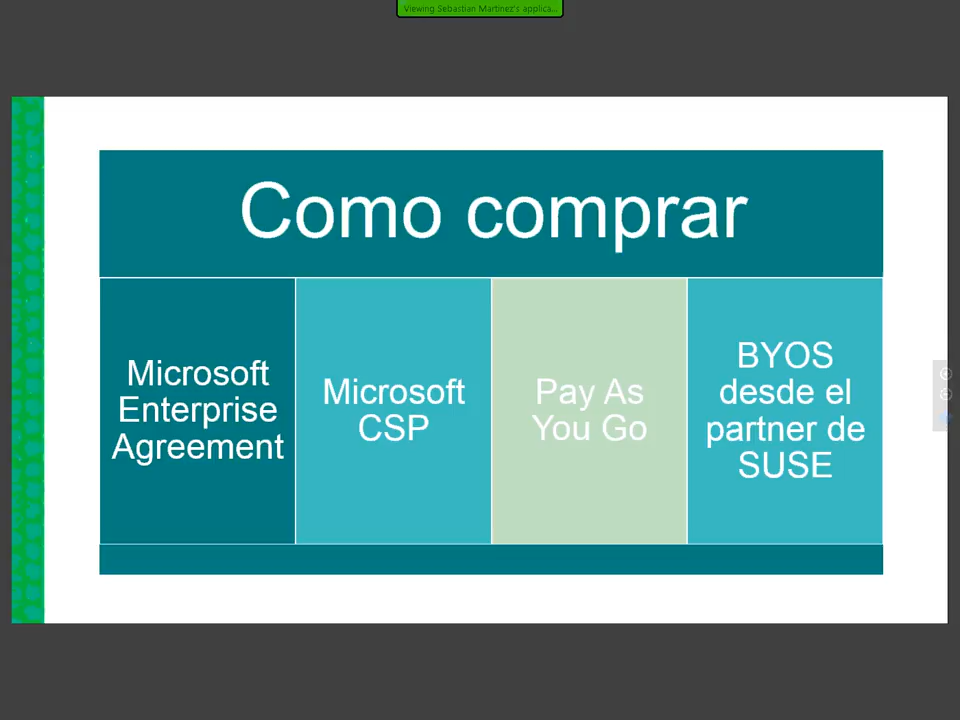 Viewing Sebastian Martinez's applica...
Como comprar
Microsoft
Enterprise
Agreement
Microsoft
CSP
Pay As
You Go
BYOS
desde el
partner de
SUSE